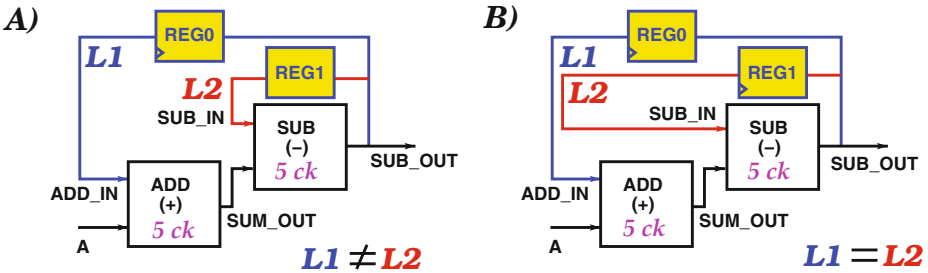 A)
REG0
L1
REG1
L2
SUB_IN
SUB
(−)
5 ck
SUB_OUT
ADD_IN
ADD
(+)
5 ck
SUM_OUT
A
L1 ≠ L2
B)
REG0
L1
REG1
L2
SUB_IN
SUB
(−)
5 ck
SUB_OUT
ADD_IN
ADD
(+)
5 ck
SUM_OUT
A
L1 = L2